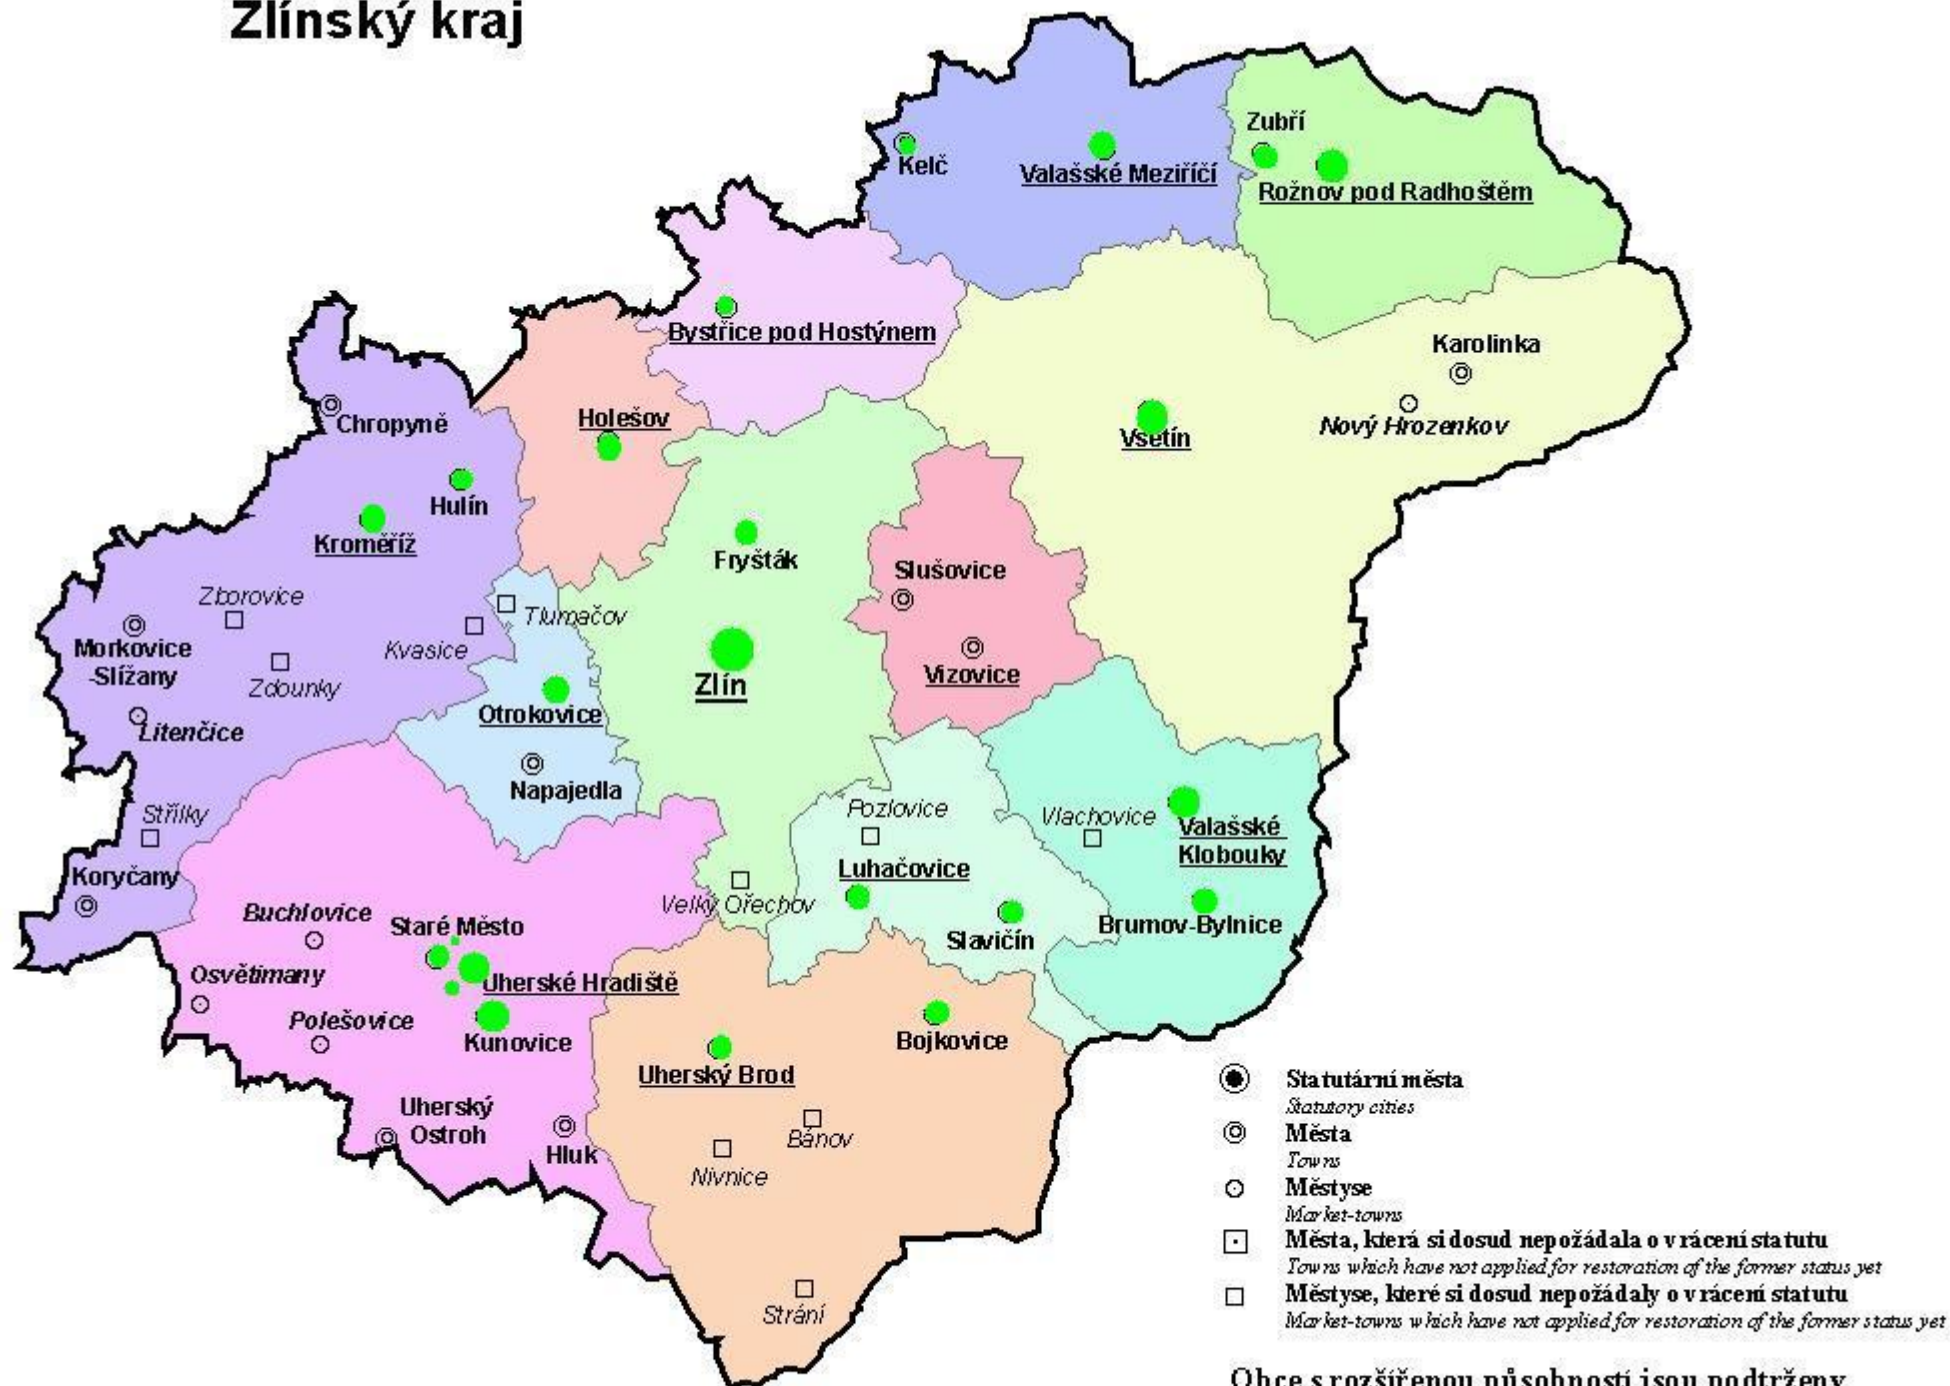 Zlínský kraj
Zubří
Kelč
Valašské Meziříčí
Rožnov pod Radhoštěm
Bystřice pod Hostýnem
Karolinka
Chropyně
Holešov
Vsetín
Nový Hrozenkov
Hulín
Kroměříž
Fryšták
Slušovice
Zborovice
Tlumačov
Kvasice
Morkovice
-Slížany
Zdounky
Zlín
Vizovice
Otrokovice
Litenčice
Napajedla
Střílky
Pozlovice
Vlachovice
Valašské
Klobouky
Luhačovice
Koryčany
Velký Ořechov
Buchlovice
Staré Město
Slavičín
Brumov-Bylnice
Osvětimany
Uherské Hradiště
Polešovice
Kunovice
Bojkovice
Uherský Brod
Uherský
Ostroh
Hluk
Bánov
Nivnice
Strání
Statutární města
Statutory cities
Města
Towns
Městyse
Market-towns
Města, která si dosud nepožádala o vrácení statutu
Towns which have not applied for restoration of the former status yet
Městyse, které si dosud nepožádaly o vrácení statutu
Market-towns which have not applied for restoration of the former status yet
Obce s rozšířenou působností jsou podtrženy